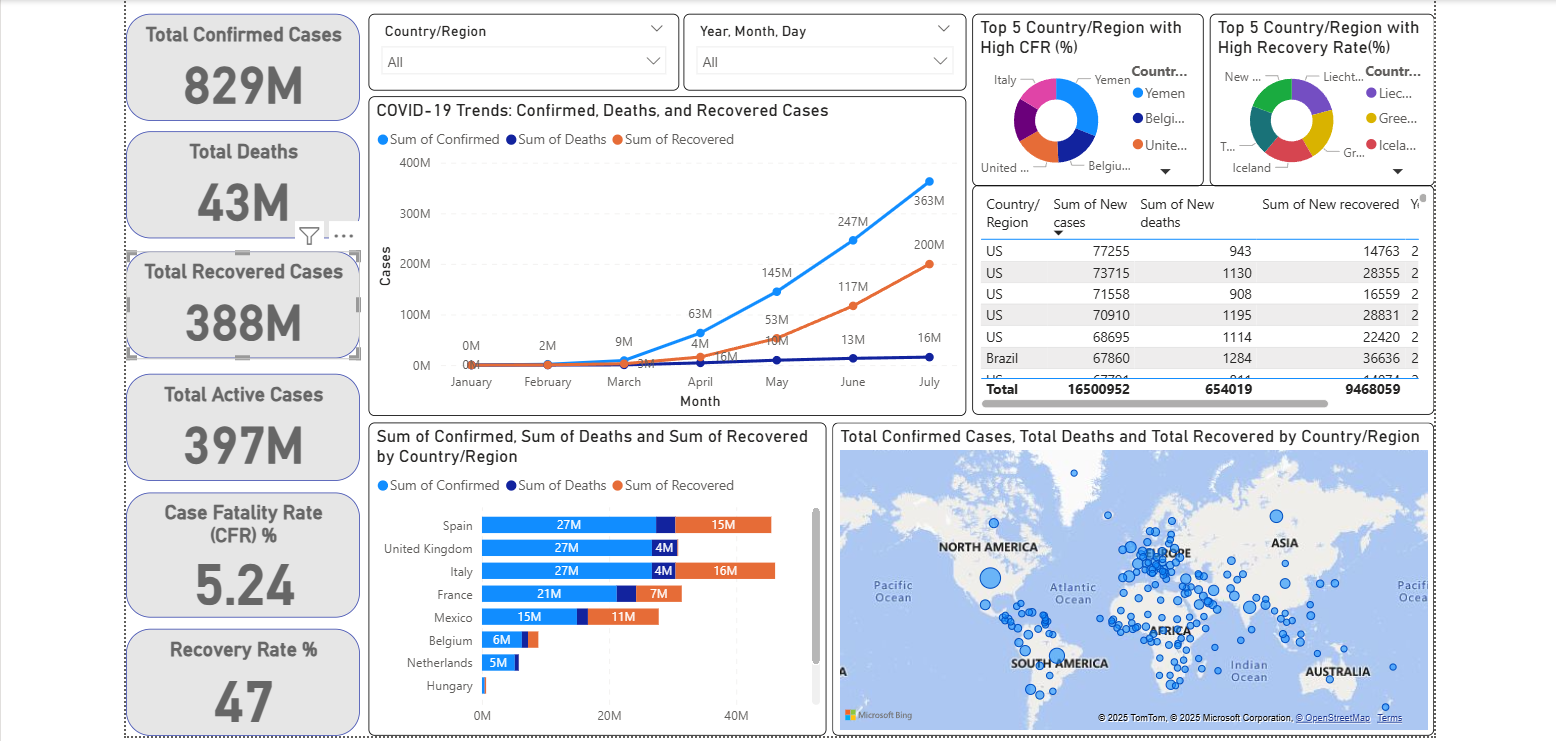 Total Confirmed Cases
829M
Total Deaths
43M
Total Recovered Cases
388M
Total Active Cases
397M
Case Fatality Rate
(CFR) %
5.24
Recovery Rate %
47
Country/Region
All
Year, Month, Day
All
COVID-19 Trends: Confirmed, Deaths, and Recovered Cases
Sum of Confirmed Sum of Deaths Sum of Recovered
Cases
400M
300M
200M
100M
0M
0M
0M
2M
9M
3M
63M
4M
16M
145M
53M
10M
247M
117M
13M
363M
200M
16M
January February March April May June July
Month
Top 5 Country/Region with
High CFR (%)
Italy
Yemen
United ...
Belgiu...
Countr...
Yemen
Belgi...
Unite...
Top 5 Country/Region with
High Recovery Rate(%)
New ...
Liecht...
T...
Gr...
Iceland
Countr...
Liec...
Gree...
Icela...
Country/ Sum of New Sum of New Sum of New recovered
Region cases deaths
US 77255 943 14763 2
US 73715 1130 28355 2
US 71558 908 16559 2
US 70910 1195 28831 2
US 68695 1114 22420 2
Brazil 67860 1284 36636 2
Total 16500952 654019 9468059
Sum of Confirmed, Sum of Deaths and Sum of Recovered
by Country/Region
Sum of Confirmed Sum of Deaths Sum of Recovered
Spain 27M 15M
United Kingdom 27M 4M
Italy 27M 4M 16M
France 21M 7M
Mexico 15M 11M
Belgium 6M
Netherlands 5M
Hungary
0M 20M 40M
Total Confirmed Cases, Total Deaths and Total Recovered by Country/Region
NORTH AMERICA
EUROPE
ASIA
Pacific
Ocean
Atlantic
Ocean
Pacifi
Ocea
AFRICA
SOUTH AMERICA
Indian
Ocean
AUSTRALIA
A
Microsoft Bing
© 2025 TomTom, © 2025 Microsoft Corporation, © OpenStreetMap Terms